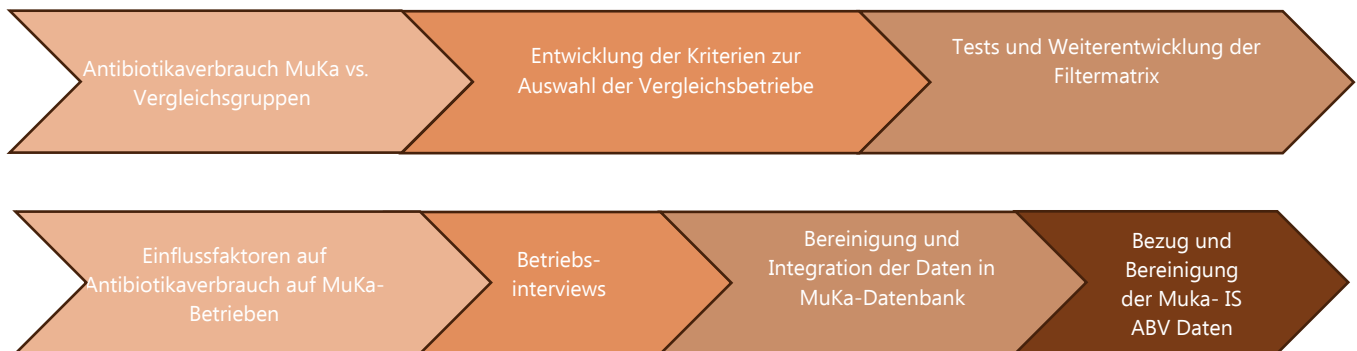 Antibiotikaverbrauch MuKa vs.
Vergleichsgruppen
Entwicklung der Kriterien zur
Auswahl der Vergleichsbetriebe
Tests und Weiterentwicklung der
Filtermatrix
Einflussfaktoren auf
Antibiotikaverbrauch auf MuKa-
Betrieben
Betriebs-
interviews
Bereinigung und
Integration der Daten in
MuKa-Datenbank
Bezug und
Bereinigung
der Muka- IS
ABV Daten